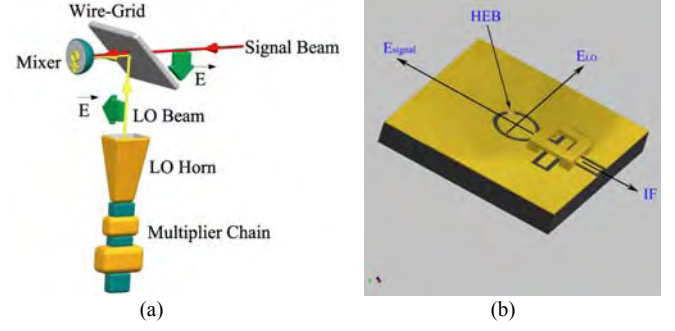 Wire-Grid
Mixer
Signal Beam
E
E
LO Beam
LO Horn
Multiplier Chain
(a)
HEB
Esignal
ELO
IF
(b)